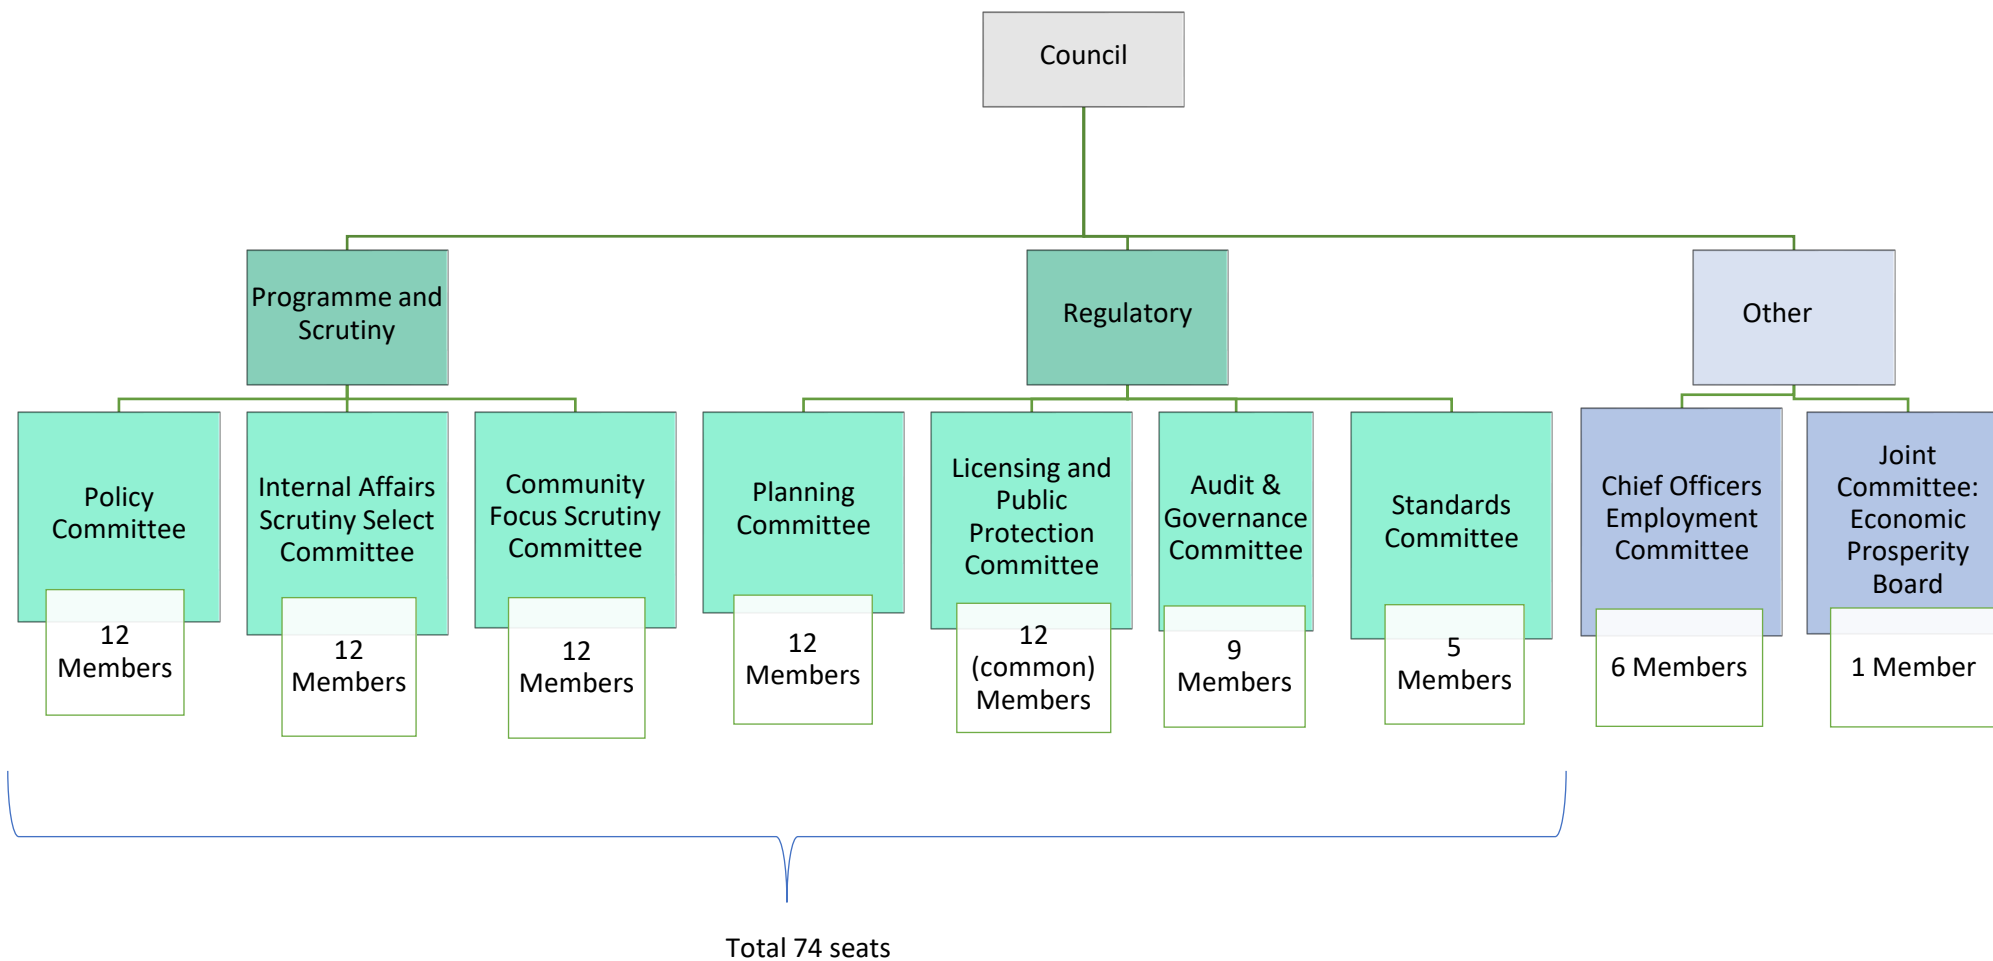 Council
Programme and
Scrutiny
Regulatory
Other
Policy
Committee
Internal Affairs
Scrutiny Select
Committee
Community
Focus Scrutiny
Committee
Planning
Committee
Licensing and
Public
Protection
Committee
Audit &
Governance
Committee
Standards
Committee
Chief Officers
Employment
Committee
Joint
Committee:
Economic
Prosperity
Board
12
Members
12
Members
12
Members
12
Members
12
(common)
Members
9
Members
5
Members
6 Members
1 Member
Total 74 seats